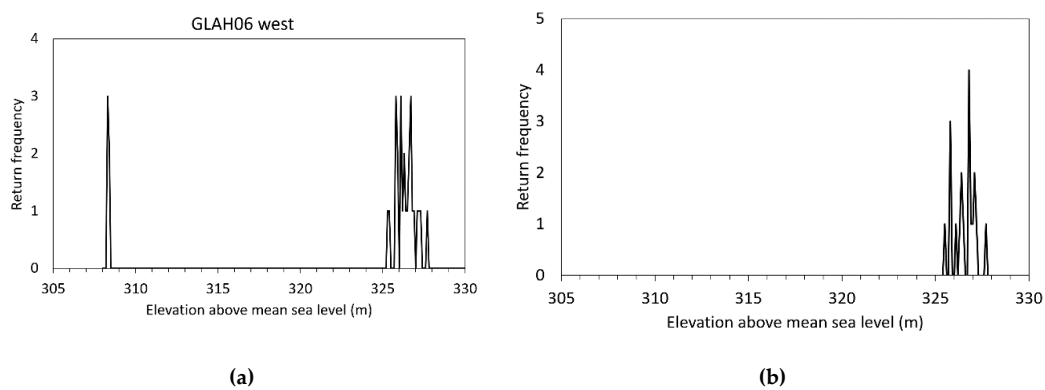 GLAH06 west
4
3
2
1
0
Return frequency
305 310 315 320 325 330
Elevation above mean sea level (m)
(a)
5
4
3
2
1
0
Return frequency
305 310 315 320 325 330
Elevation above mean sea level (m)
(b)